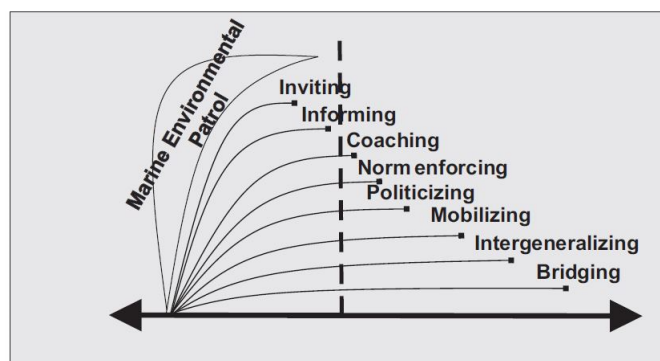 Marine Environmental
Patrol
Inviting
Informing
Coaching
Norm enforcing
Politicizing
Mobilizing
Intergeneralizing
Bridging